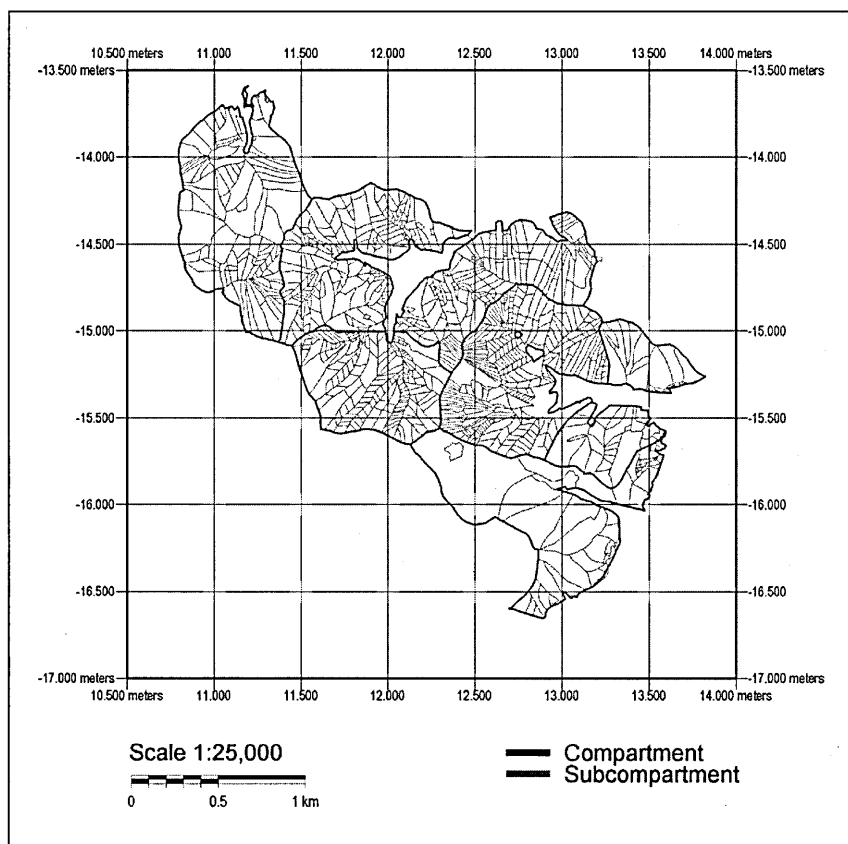 10.500 meters 11.000 11.500 12.000 12.500 13.000 13.500 14.000 meters
-13.500 meters -13.500 meters
-14.000 -14.000
-14.500 -14.500
-15.000 -15.000
-15.500 -15.500
-16.000 -16.000
-16.500 -16.500
-17.000 meters -17.000 meters
10.500 meters 11.000 11.500 12.000 12.500 13.000 13.500 14.000 meters
Scale 1:25,000
0 0.5 1 km
Compartment
Subcompartment